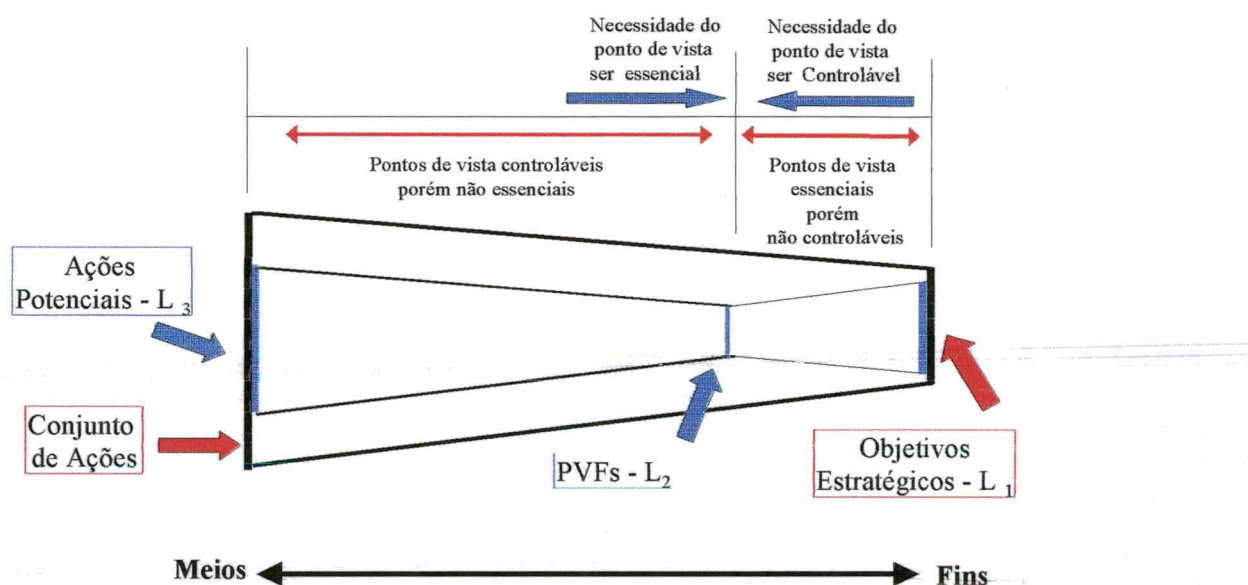 Necessidade do
ponto de vista
ser essencial
Necessidade do
ponto de vista
ser Controlável
Pontos de vista controláveis
porém não essenciais
Pontos de vista
essenciais
porém
não controláveis
Ações
Potenciais - L 3
Conjunto
de Ações
PVFs - L2
Objetivos
Estratégicos - L 1
Meios
Fins